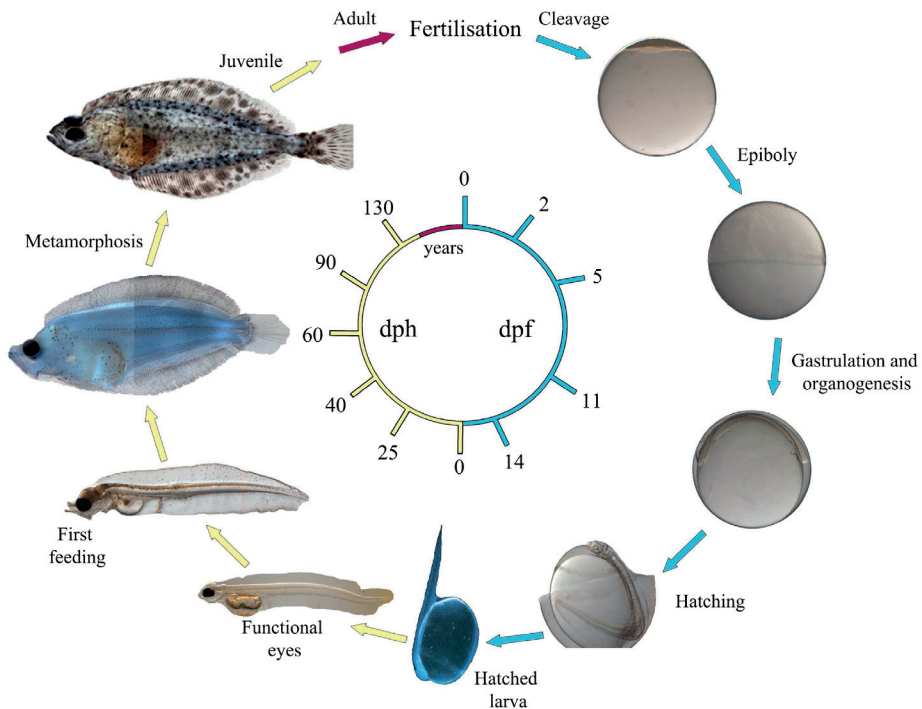 Fertilisation
Cleavage
Epiboly
Gastrulation and
organogenesis
Hatching
Hatched
larva
Functional
eyes
First
feeding
Metamorphosis
Juvenile
Adult
0
2
5
11
14
0
25
40
60
90
130
years
dph
dpf